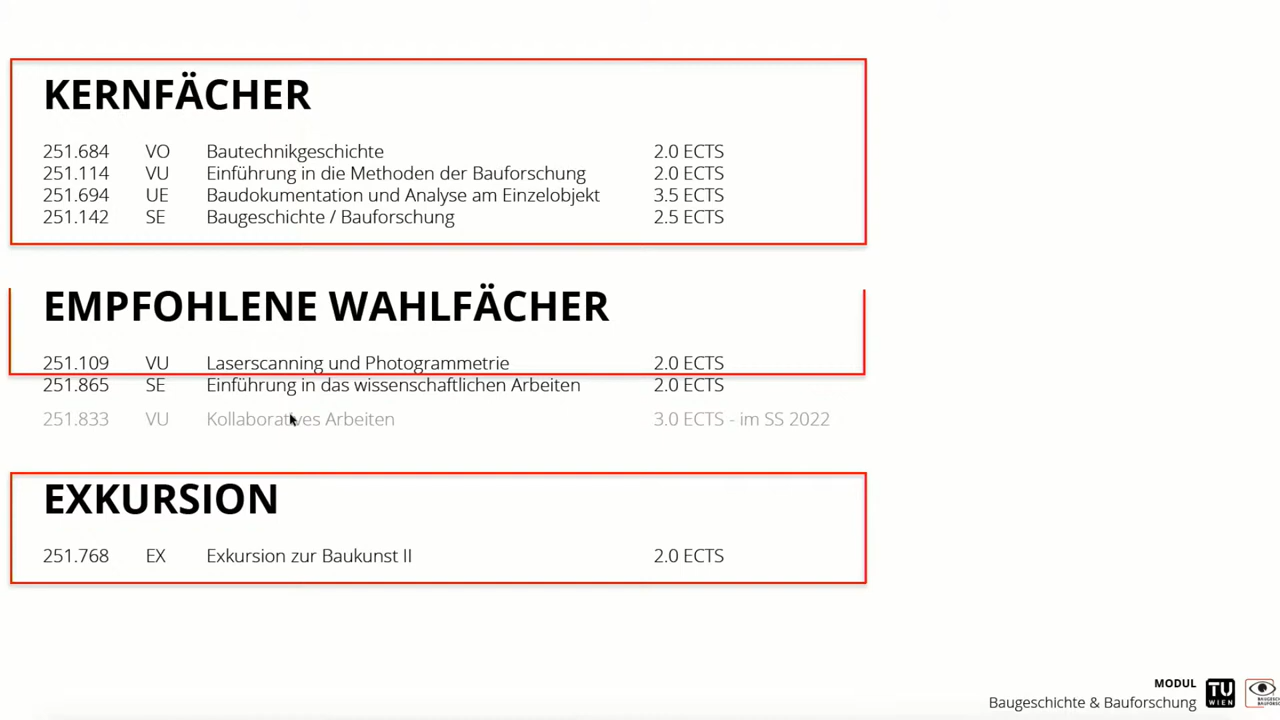 KERNFÄCHER
251.684 VO Bautechnikgeschichte 2.0 ECTS
251.114 VU Einführung in die Methoden der Bauforschung 2.0 ECTS
251.694 UE Baudokumentation und Analyse am Einzelobjekt 3.5 ECTS
251.142 SE Baugeschichte / Bauforschung 2.5 ECTS
EMPFOHLENE WAHLFÄCHER
251.109 VU Laserscanning und Photogrammetrie 2.0 ECTS
251.865 SE Einführung in das wissenschaftlichen Arbeiten 2.0 ECTS
251.833 VU Kollaboratives Arbeiten 3.0 ECTS - im SS 2022
EXKURSION
251.768 EX Exkursion zur Baukunst II 2.0 ECTS
MODUL
Baugeschichte & Bauforschung
TU
WIEN